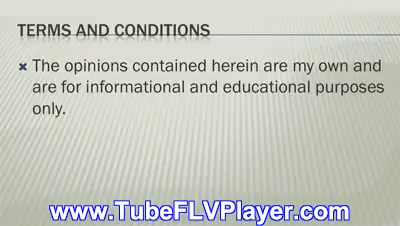 TERMS AND CONDITIONS
The opinions contained herein are my own and
are for informational and educational purposes
only.
www.TubeFLVPlayer.com